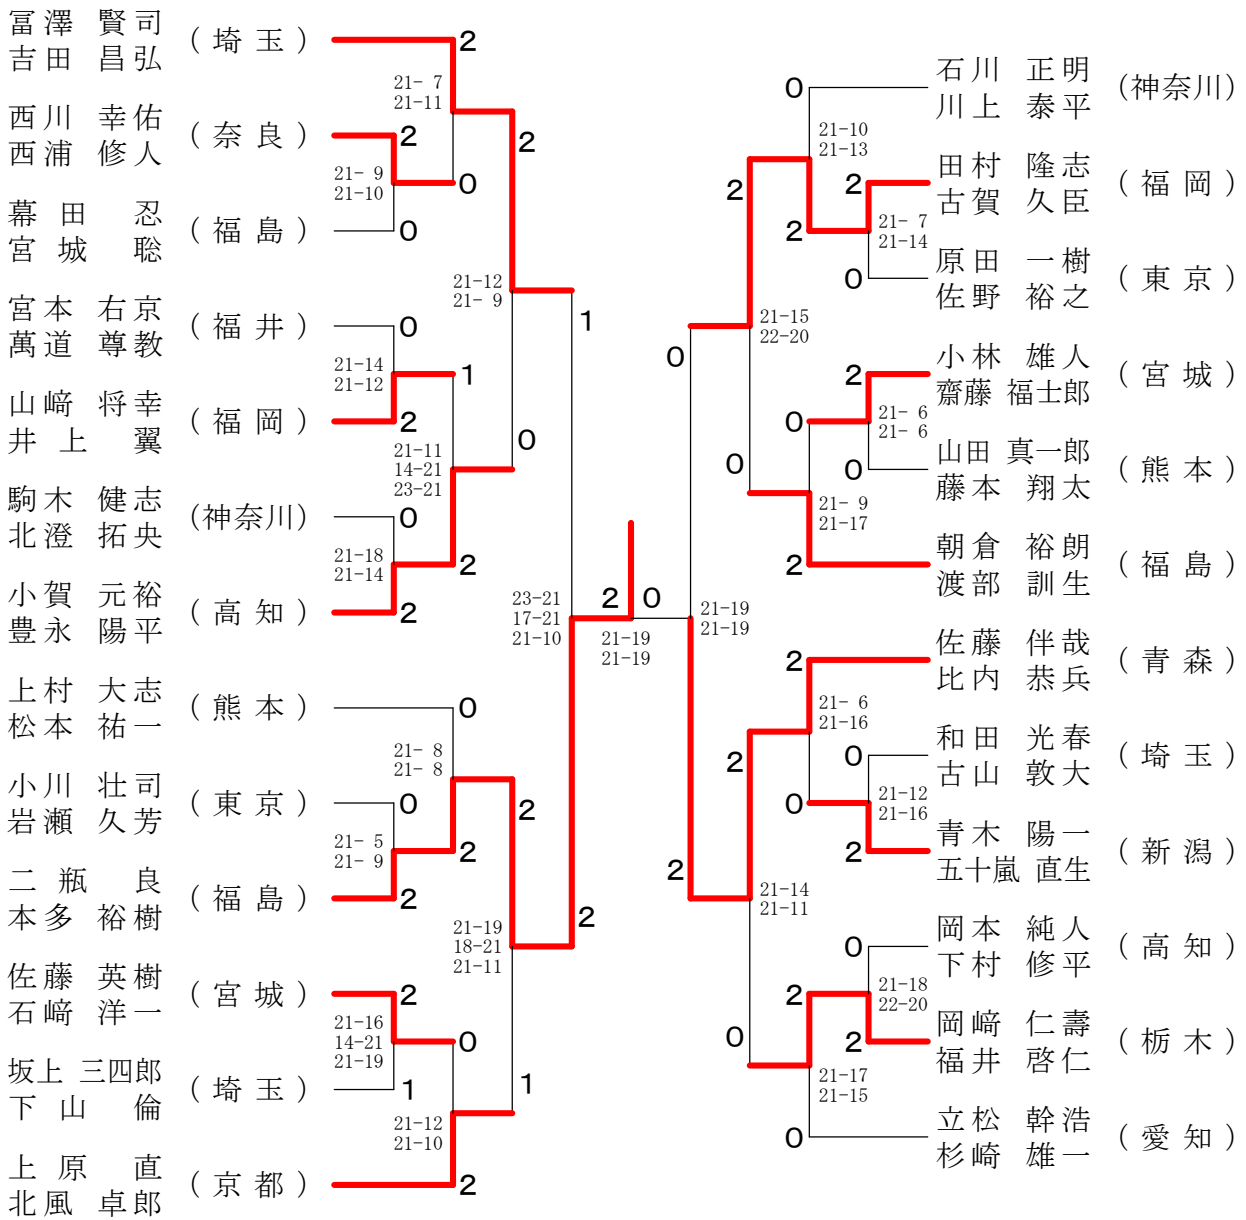 冨澤 賢司
吉田 昌弘
(埼玉)
2
21- 7
21-11
西川 幸佑
西浦 修人
(奈良)
2
2
21- 9
21-10
0
幕田 忍
宮城 聡
(福島)
0
21-12
21- 9
1
宮本 右京
萬道 尊教
(福井)
0
21-14
21-12
1
山﨑 将幸
井上 翼
(福岡)
2
0
21-11
14-21
23-21
駒木 健志
北澄 拓央
(神奈川)
0
21-18
21-14
2
小賀 元裕
豊永 陽平
(高知)
2
23-21
17-21
21-10
2
0
21-19
21-19
上村 大志
松本 祐一
(熊本)
0
21- 8
21- 8
小川 壮司
岩瀬 久芳
(東京)
0
2
21- 5
21- 9
2
二瓶 良
本多 裕樹
(福島)
2
2
21-19
18-21
21-11
佐藤 英樹
石﨑 洋一
(宮城)
2
21-16
14-21
21-19
0
坂上 三四郎
下山 倫
(埼玉)
1
1
21-12
21-10
上原 直
北風 卓郎
(京都)
2
0
石川 正明
川上 泰平
(神奈川)
21-10
21-13
2
2
田村 隆志
古賀 久臣
(福岡)
2
21- 7
21-14
0
原田 一樹
佐野 裕之
(東京)
0
21-15
22-20
2
小林 雄人
齋藤 福士郎
(宮城)
0
21- 6
21- 6
0
0
山田 真一郎
藤本 翔太
(熊本)
21- 9
21-17
2
朝倉 裕朗
渡部 訓生
(福島)
21-19
21-19
2
佐藤 伴哉
比内 恭兵
(青森)
21- 6
21-16
2
0
和田 光春
古山 敦大
(埼玉)
0
21-12
21-16
2
青木 陽一
五十嵐 直生
(新潟)
2
21-14
21-11
0
岡本 純人
下村 修平
(高知)
2
21-18
22-20
0
2
岡﨑 仁壽
福井 啓仁
(栃木)
21-17
21-15
0
立松 幹浩
杉崎 雄一
(愛知)